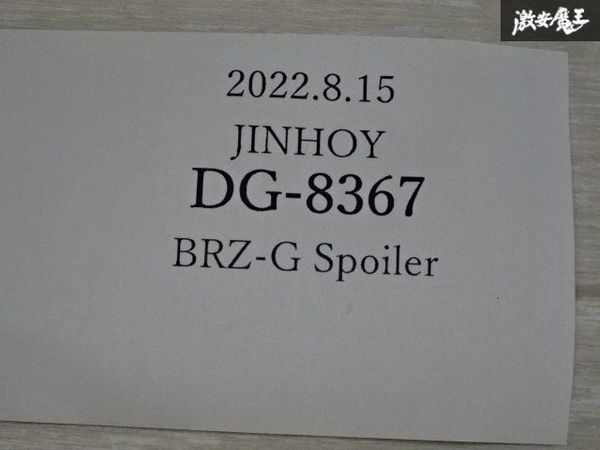 激安魔王
2022.8.15
JINHOY
DG-8367
BRZ-G Spoiler